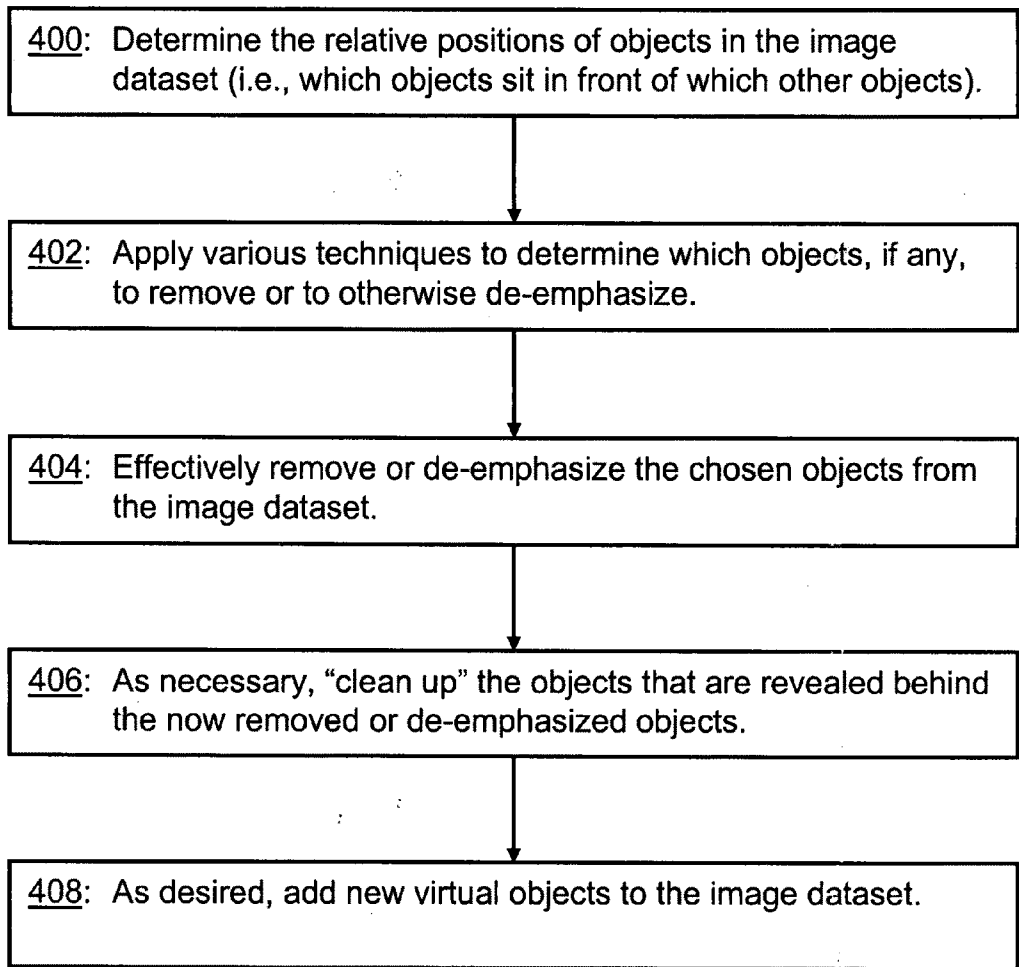 400: Determine the relative positions of objects in the image
dataset (i.e., which objects sit in front of which other objects).
402: Apply various techniques to determine which objects, if any,
to remove or to otherwise de-emphasize.
404: Effectively remove or de-emphasize the chosen objects from
the image dataset.
406: As necessary, “clean up” the objects that are revealed behind
the now removed or de-emphasized objects.
408: As desired, add new virtual objects to the image dataset.